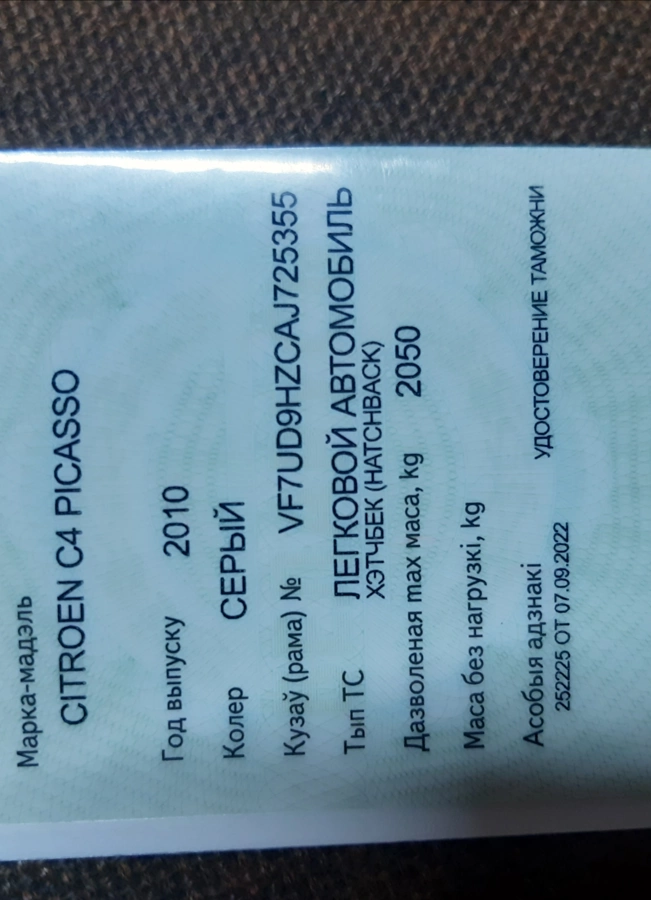 Марка-мадэль
CITROEN C4 PICASSO
Год выпуску 2010
Колер СЕРЫЙ
Кузаў (рама) № VF7UD9HZCAJ725355
Тып ТС ЛЕГКОВОЙ АВТОМОБИЛЬ
ХЭТЧБЕК (HATCHBACK)
Дазволеная max маса, kg 2050
Маса без нагрузкі, kg
Асобыя адзнакі УДОСТОВЕРЕНИЕ ТАМОЖНИ
252225 ОТ 07.09.2022